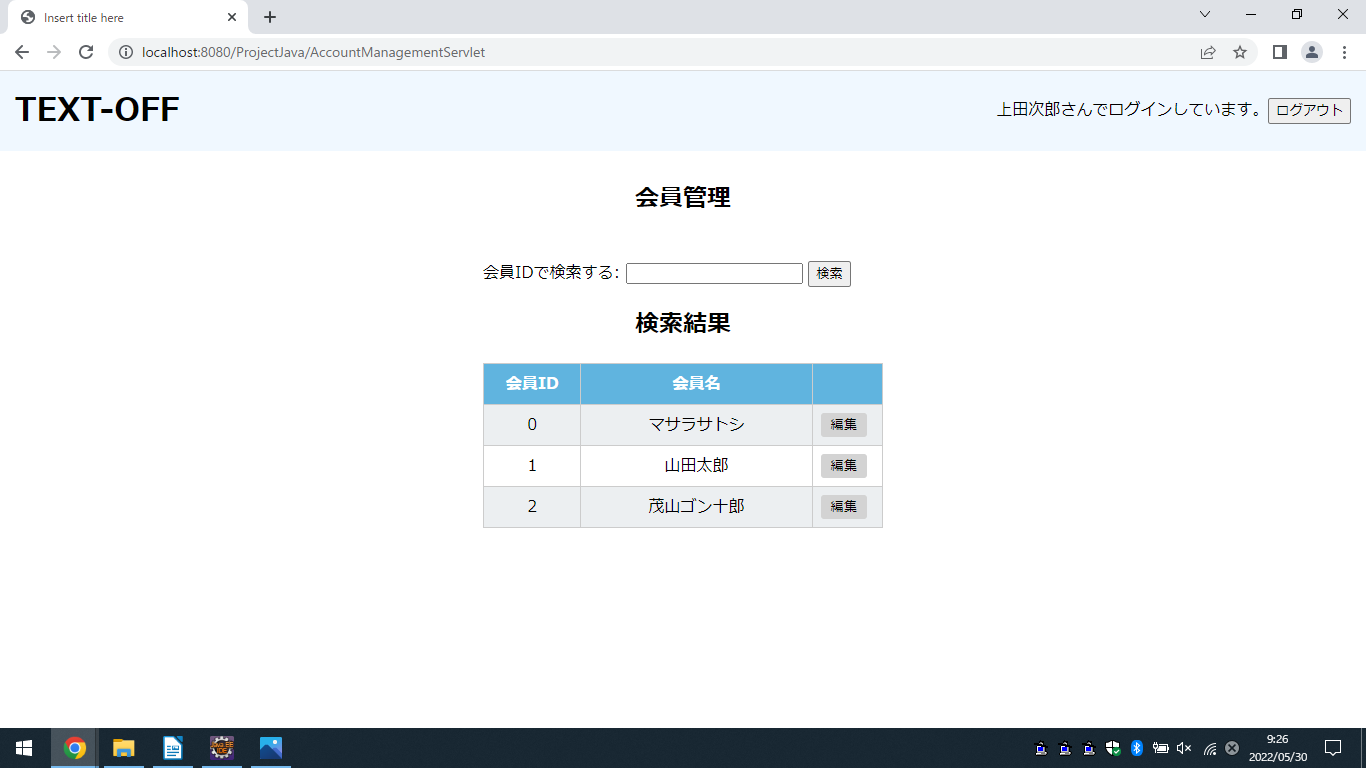 Insert title here
localhost:8080/ProjectJava/AccountManagementServlet
TEXT-OFF
上田次郎さんでログインしています。 ログアウト
会員管理
会員IDで検索する: 検索
検索結果
会員ID 会員名
0 マサラサトシ 編集
1 山田太郎 編集
2 茂山ゴン十郎 編集
9:26
2022/05/30